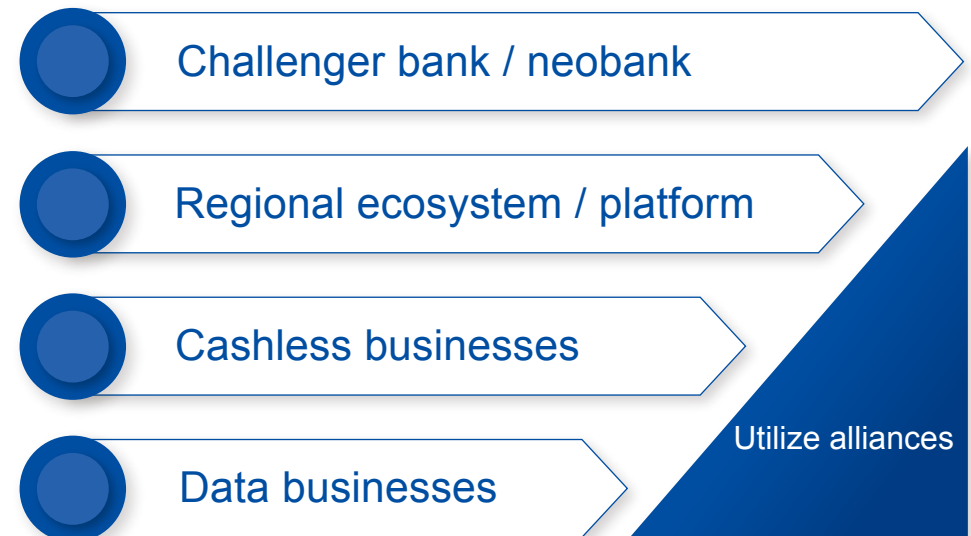 Challenger bank / neobank
Regional ecosystem / platform
Cashless businesses
Utilize alliances
Data businesses